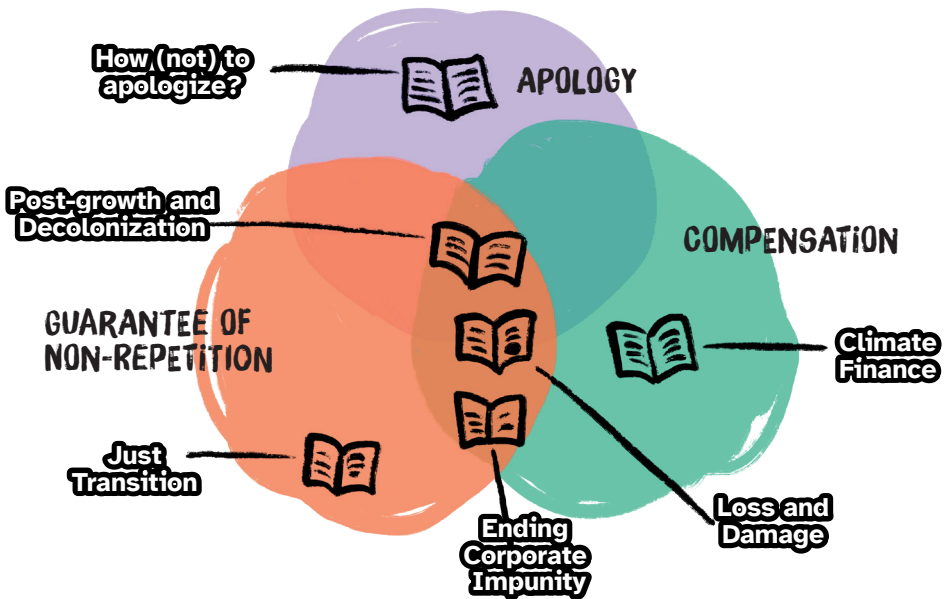 How (not) to
apologize?
APOLOGY
Post-growth and
Decolonization
COMPENSATION
GUARANTEE OF
NON-REPETITION
Climate
Finance
Just
Transition
Loss and
Damage
Ending
Corporate
Impunity